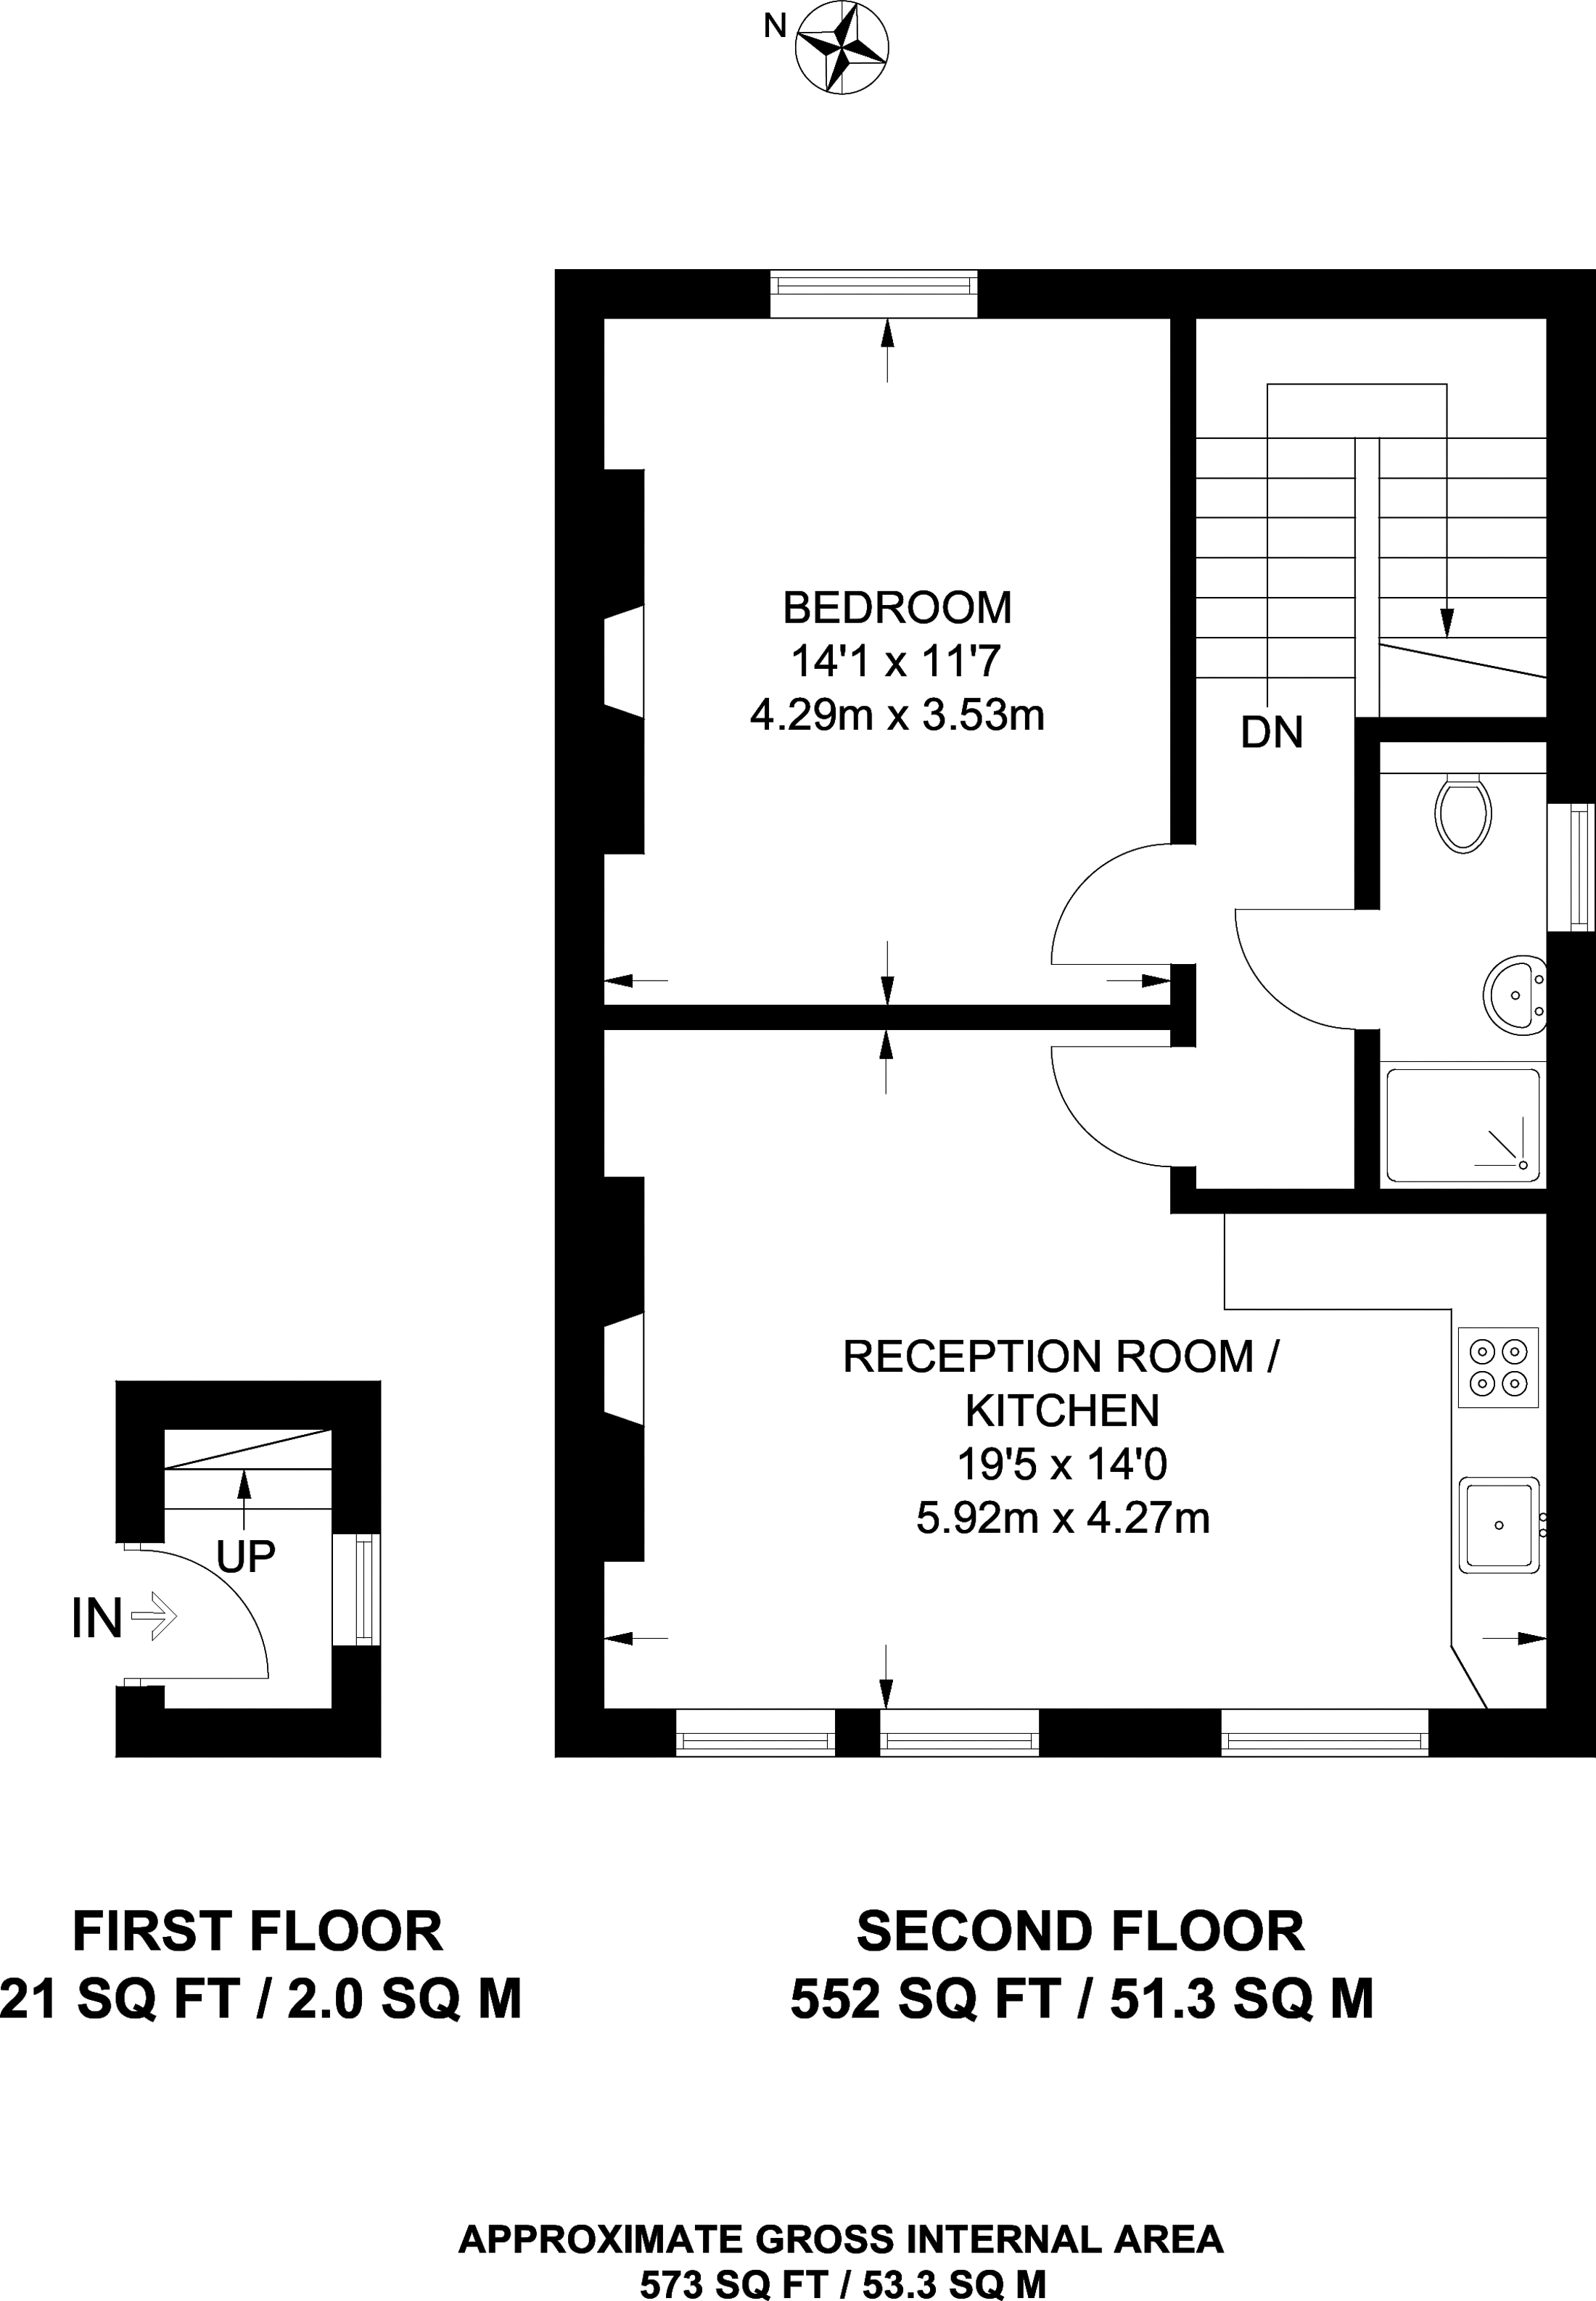 N
BEDROOM
14'1 x 11'7
4.29m x 3.53m
DN
RECEPTION ROOM /
KITCHEN
19'5 x 14'0
5.92m x 4.27m
UP
IN
FIRST FLOOR
21 SQ FT / 2.0 SQ M
SECOND FLOOR
552 SQ FT / 51.3 SQ M
APPROXIMATE GROSS INTERNAL AREA
573 SQ FT / 53.3 SQ M